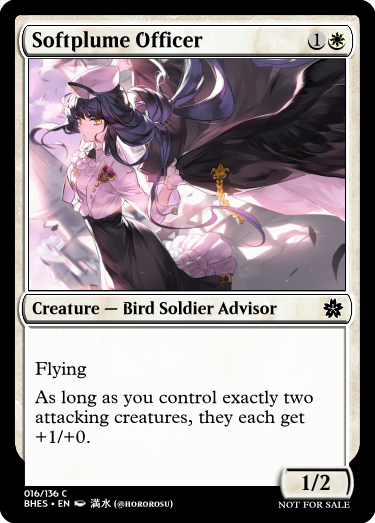 Softplume Officer 1
Creature — Bird Soldier Advisor
Flying
As long as you control exactly two
attacking creatures, they each get
+1/+0.
1/2
016/136 C
BHES • EN 満水 (@HOROROSU)
NOT FOR SALE